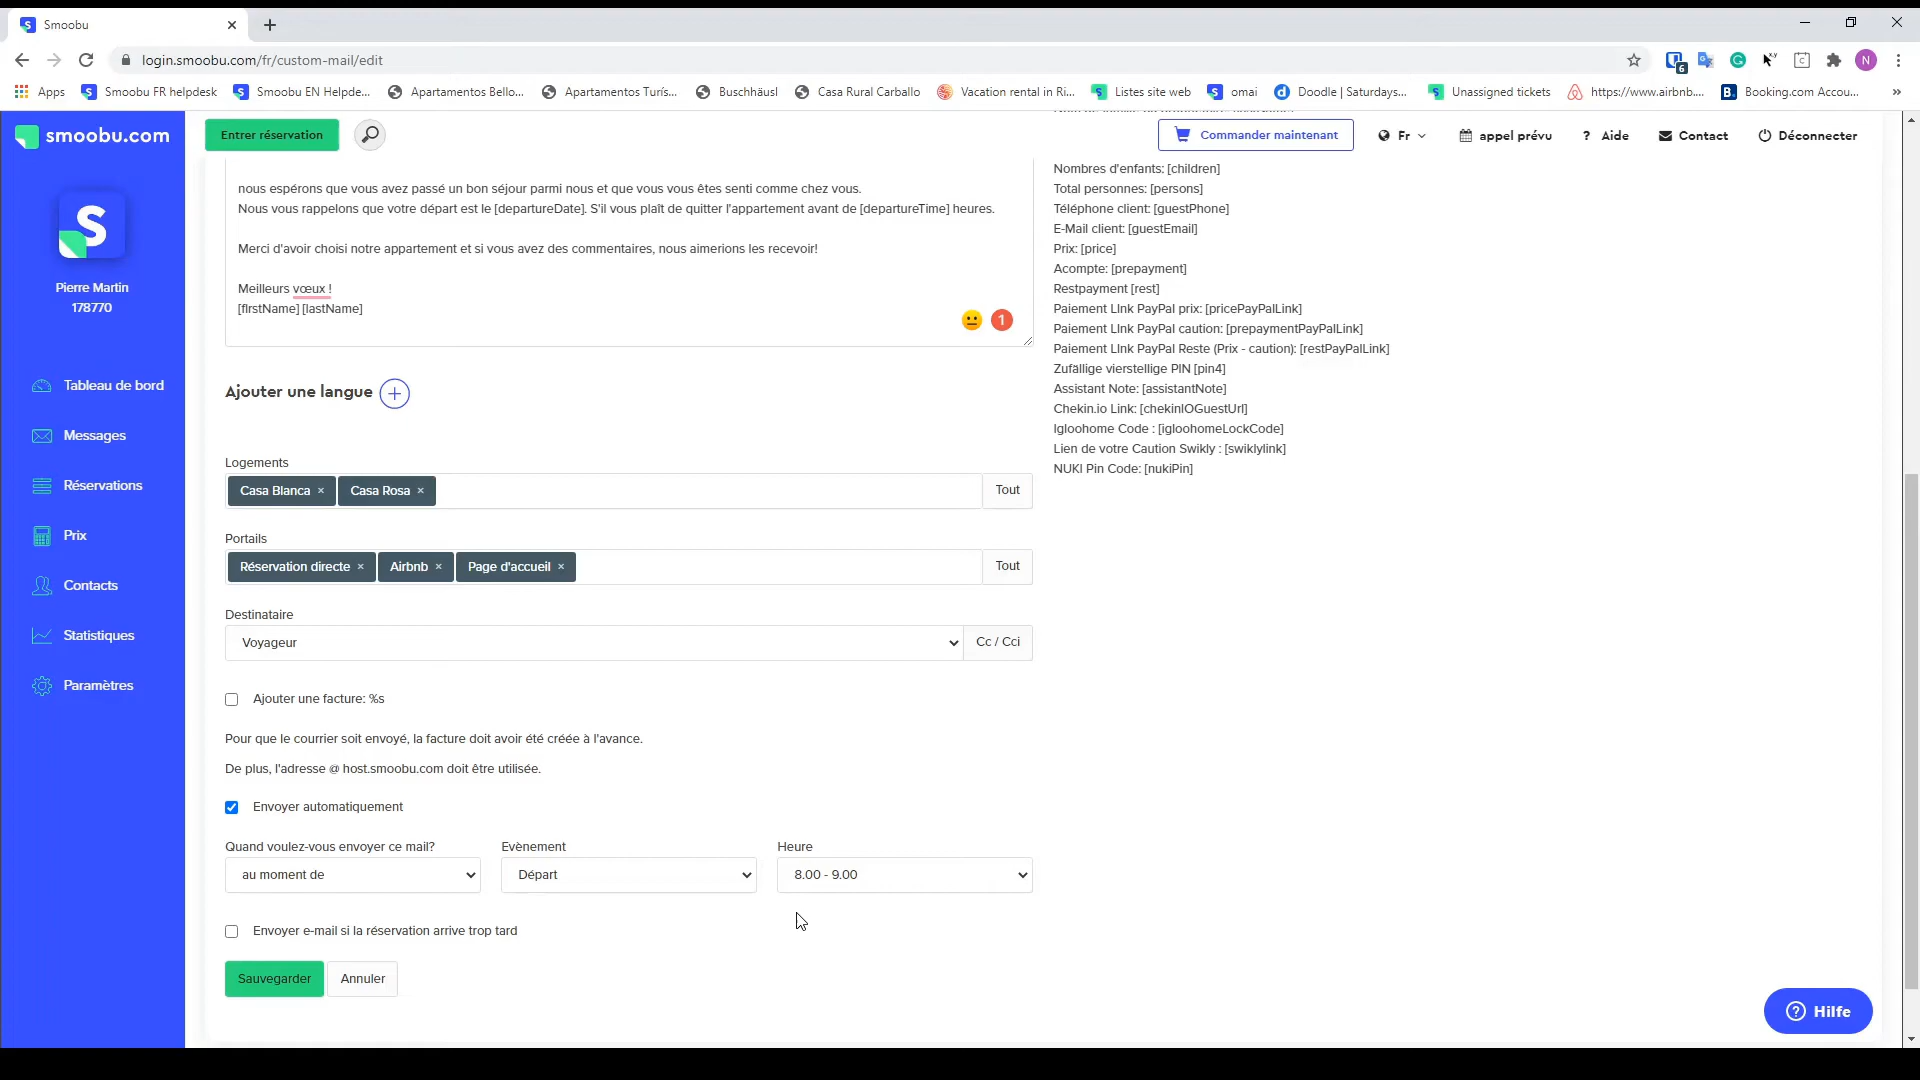 Smoobu
login.smoobu.com/fr/custom-mail/edit
6
N
Apps
Smoobu FR helpdesk
Smoobu EN Helpde...
Apartamentos Bello...
Apartamentos Turís...
Buschhäusl
Casa Rural Carballo
Vacation rental in Ri...
Listes site web
omai
Doodle | Saturdays...
Unassigned tickets
https://www.airbnb....
Booking.com Accou...
smoobu.com
Entrer réservation
Commander maintenant
Fr
appel prévu
? Aide
Contact
Déconnecter
Pierre Martin
178770
Tableau de bord
Messages
Réservations
Prix
Contacts
Statistiques
Paramètres
nous espérons que vous avez passé un bon séjour parmi nous et que vous vous êtes senti comme chez vous.
Nous vous rappelons que votre départ est le [departureDate]. S'il vous plaît de quitter l'appartement avant de [departureTime] heures.
Merci d'avoir choisi notre appartement et si vous avez des commentaires, nous aimerions les recevoir!
Meilleurs vœux !
[firstName] [lastName]
1
Ajouter une langue
Logements
Casa Blanca ×
Casa Rosa ×
Tout
Portails
Réservation directe ×
Airbnb ×
Page d'accueil ×
Tout
Destinataire
Voyageur
Cc / Cci
Ajouter une facture: %s
Pour que le courrier soit envoyé, la facture doit avoir été créée à l'avance.
De plus, l'adresse @ host.smoobu.com doit être utilisée.
Envoyer automatiquement
Quand voulez-vous envoyer ce mail?
Evènement
Heure
au moment de
Départ
8.00 - 9.00
Envoyer e-mail si la réservation arrive trop tard
Sauvegarder
Annuler
Nombres d'enfants: [children]
Total personnes: [persons]
Téléphone client: [guestPhone]
E-Mail client: [guestEmail]
Prix: [price]
Acompte: [prepayment]
Restpayment [rest]
Paiement LInk PayPal prix: [pricePayPalLink]
Paiement LInk PayPal caution: [prepaymentPayPalLink]
Paiement LInk PayPal Reste (Prix - caution): [restPayPalLink]
Zufällige vierstellige PIN [pin4]
Assistant Note: [assistantNote]
Chekin.io Link: [chekinIOGuestUrl]
Igloohome Code : [igloohomeLockCode]
Lien de votre Caution Swikly : [swiklylink]
NUKI Pin Code: [nukiPin]
Hilfe